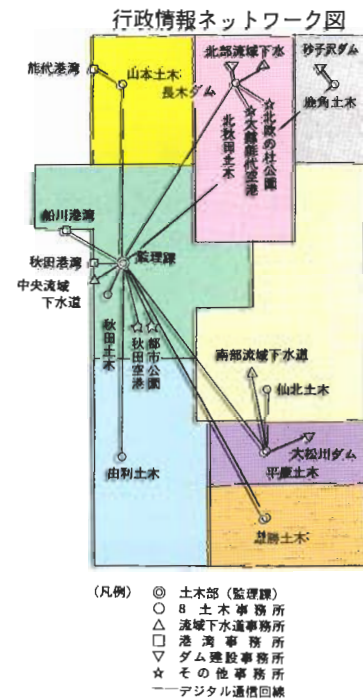 行政情報ネットワーク図
北部流域下水
砂子沢ダム
能代港湾
山本土木
長木ダム
鹿角土木
北秋田土木
大館能代空港
北欧の杜公園
船川港湾
秋田港湾
監理課
中央流域
下水道
秋田土木
秋田空港
都市公園
南部流域下水道
仙北土木
大松川ダム
平鹿土木
由利土木
雄勝土木
(凡例)
◎ 土木部(監理課)
○ 8土木事務所
△ 流域下水道事務所
□ 港湾事務所
▽ ダム建設事務所
☆ その他事務所
── デジタル通信回線